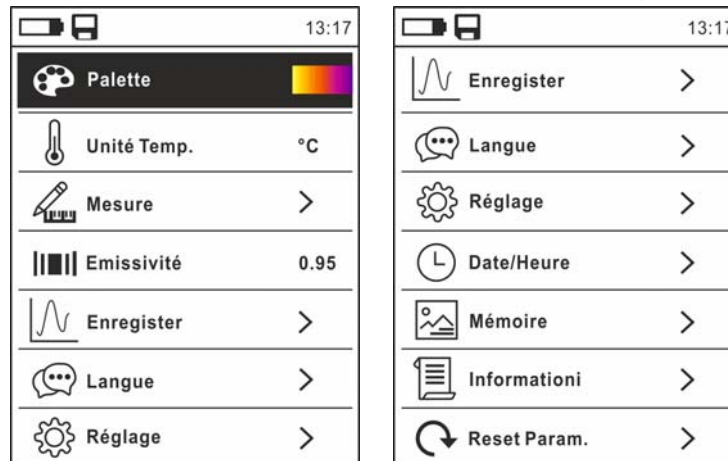 13:17
Palette
Unité Temp. °C
Mesure >
Emissivité 0.95
Enregister >
Langue >
Réglage >
13:17
Enregister >
Langue >
Réglage >
Date/Heure >
Mémoire >
Informationi >
Reset Param. >